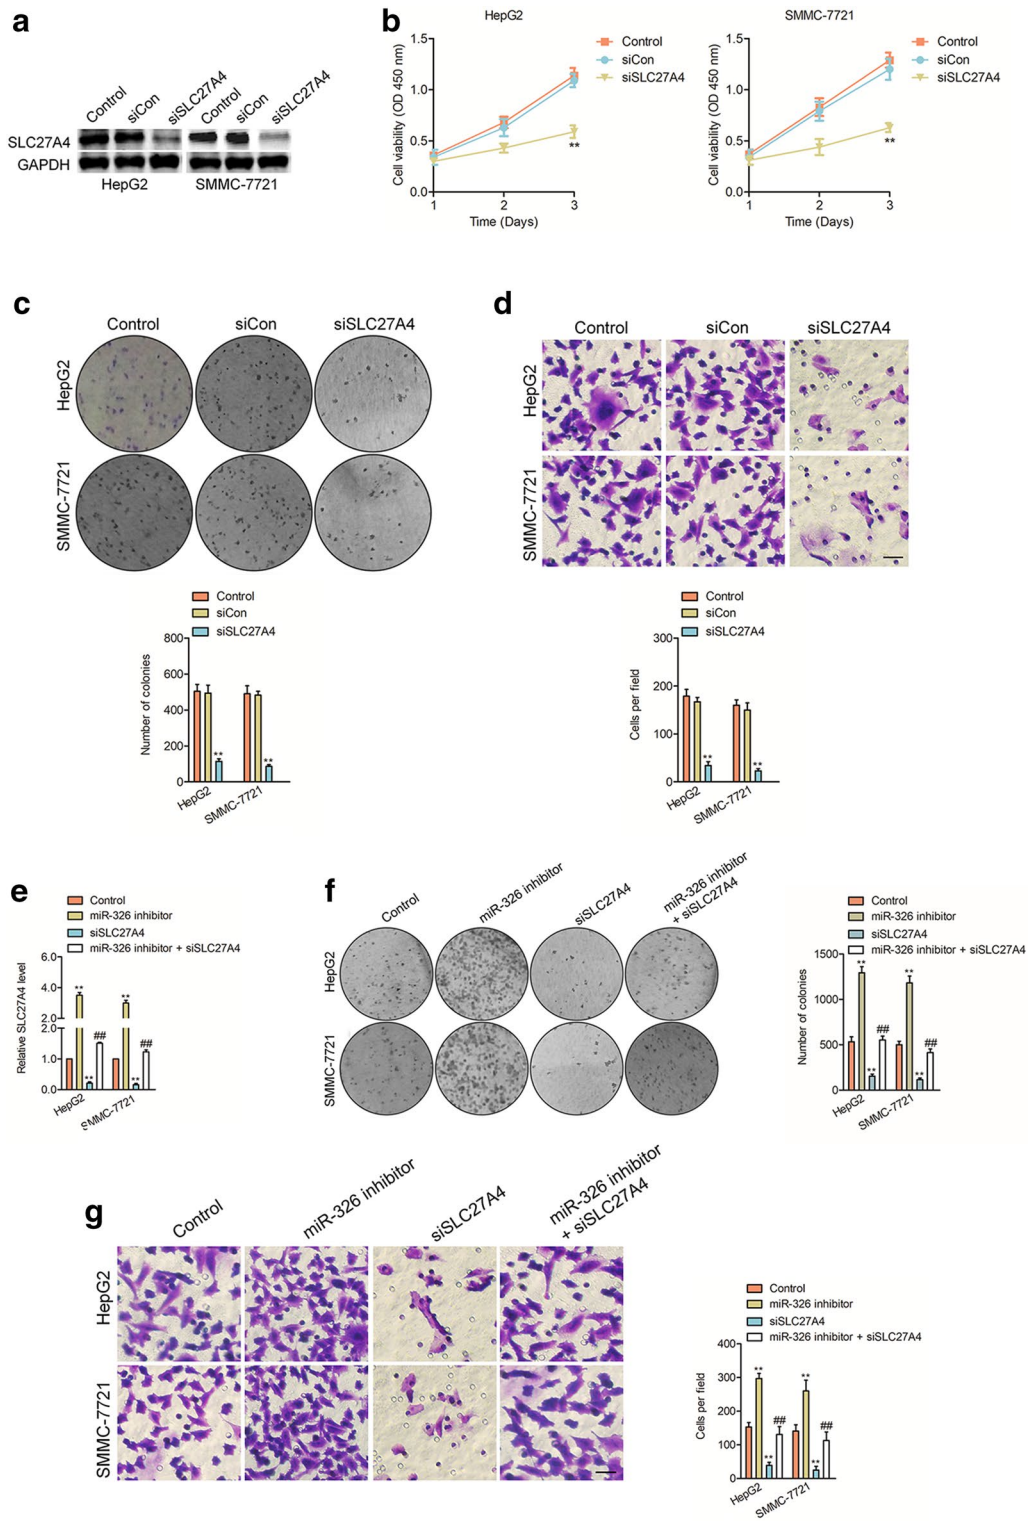 a
Control
siCon
siSLC27A4
Control
siCon
siSLC27A4
SLC27A4
GAPDH
HepG2
SMMC-7721
b
HepG2
Control
siCon
siSLC27A4
Cell viability (OD 450 nm)
1.5
1.0
0.5
0.0
**
1 2 3
Time (Days)
SMMC-7721
Control
siCon
siSLC27A4
Cell viability (OD 450 nm)
1.5
1.0
0.5
0.0
**
1 2 3
Time (Days)
c
Control siCon siSLC27A4
HepG2
SMMC-7721
Control
siCon
siSLC27A4
Number of colonies
800
600
400
200
0
**
**
HepG2
SMMC-7721
d
Control siCon siSLC27A4
HepG2
SMMC-7721
Control
siCon
siSLC27A4
Cells per field
300
200
100
0
**
**
HepG2
SMMC-7721
e
Control
miR-326 inhibitor
siSLC27A4
miR-326 inhibitor + siSLC27A4
Relative SLC27A4 level
6.0
4.0
2.0
2.0
1.0
0.0
**
**
##
**
**
##
HepG2
SMMC-7721
f
Control
miR-326 inhibitor
siSLC27A4
miR-326 inhibitor
+ siSLC27A4
HepG2
SMMC-7721
Control
miR-326 inhibitor
siSLC27A4
miR-326 inhibitor + siSLC27A4
Number of colonies
1500
1000
500
0
**
**
##
**
**
##
HepG2
SMMC-7721
g
Control
miR-326 inhibitor
siSLC27A4
miR-326 inhibitor
+ siSLC27A4
HepG2
SMMC-7721
Control
miR-326 inhibitor
siSLC27A4
miR-326 inhibitor + siSLC27A4
Cells per field
400
300
200
100
0
**
**
##
**
**
##
HepG2
SMMC-7721